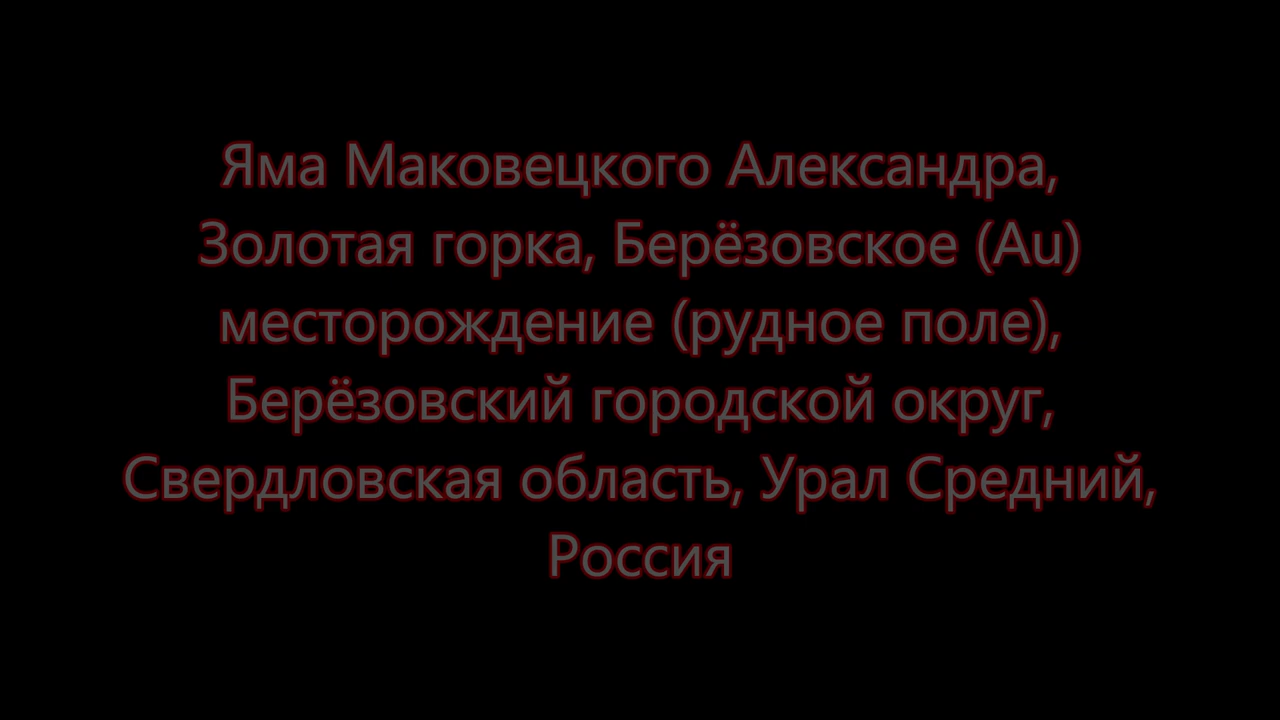 Яма Маковецкого Александра,
Золотая горка, Берёзовское (Au)
месторождение (рудное поле),
Берёзовский городской округ,
Свердловская область, Урал Средний,
Россия